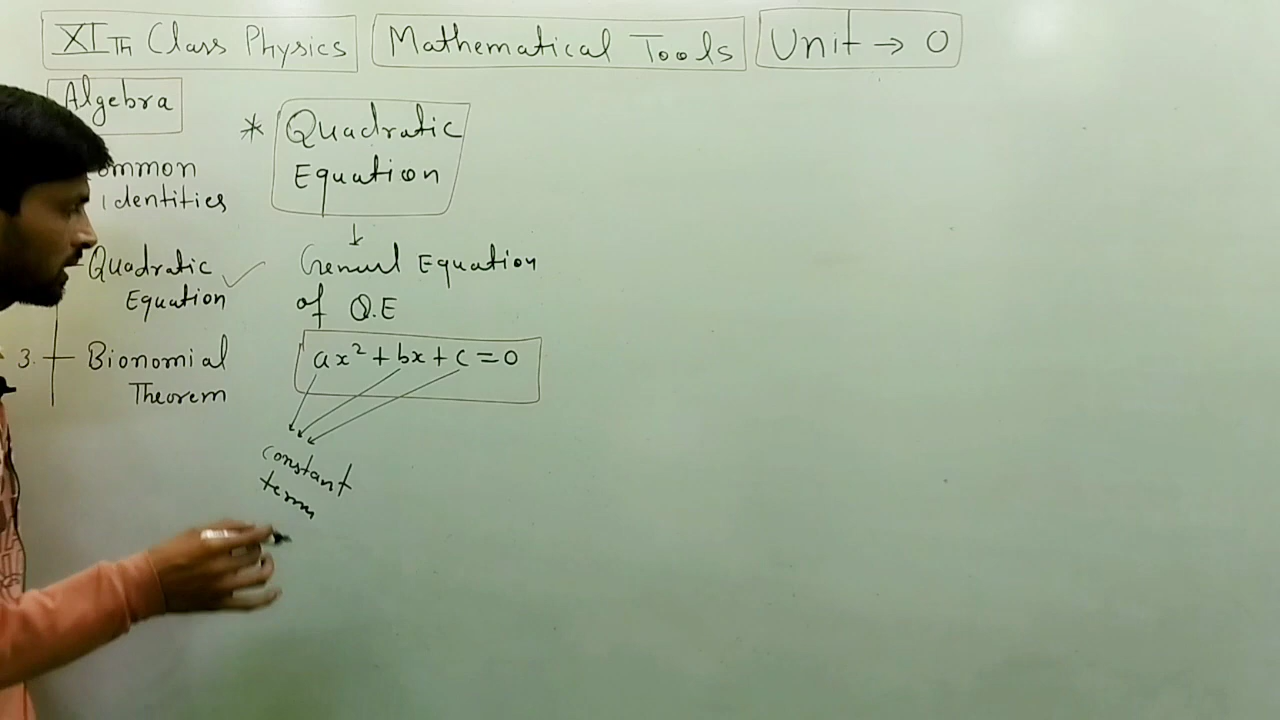 XITH Class Physics Mathematical Tools Unit → 0
Algebra
ommon
Identities
Quadratic
Equation
3. Bionomial
Theorem
* Quadratic
Equation
↓
Genurl Equation
of Q.E
ax² + bx + c = 0
constant
term